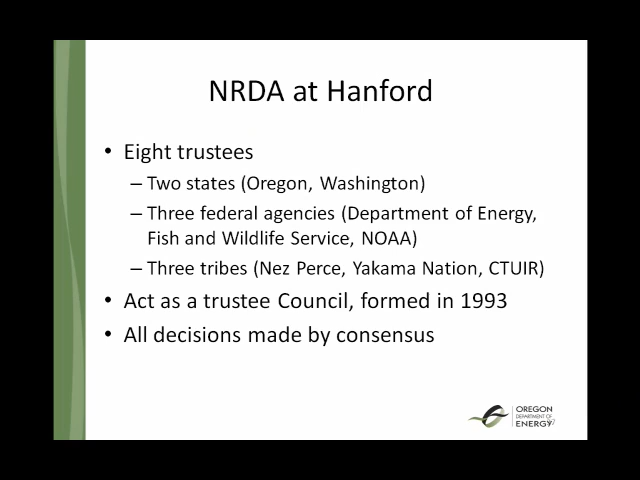 NRDA at Hanford
• Eight trustees
– Two states (Oregon, Washington)
– Three federal agencies (Department of Energy,
Fish and Wildlife Service, NOAA)
– Three tribes (Nez Perce, Yakama Nation, CTUIR)
• Act as a trustee Council, formed in 1993
• All decisions made by consensus
OREGON
DEPARTMENT OF
ENERGY